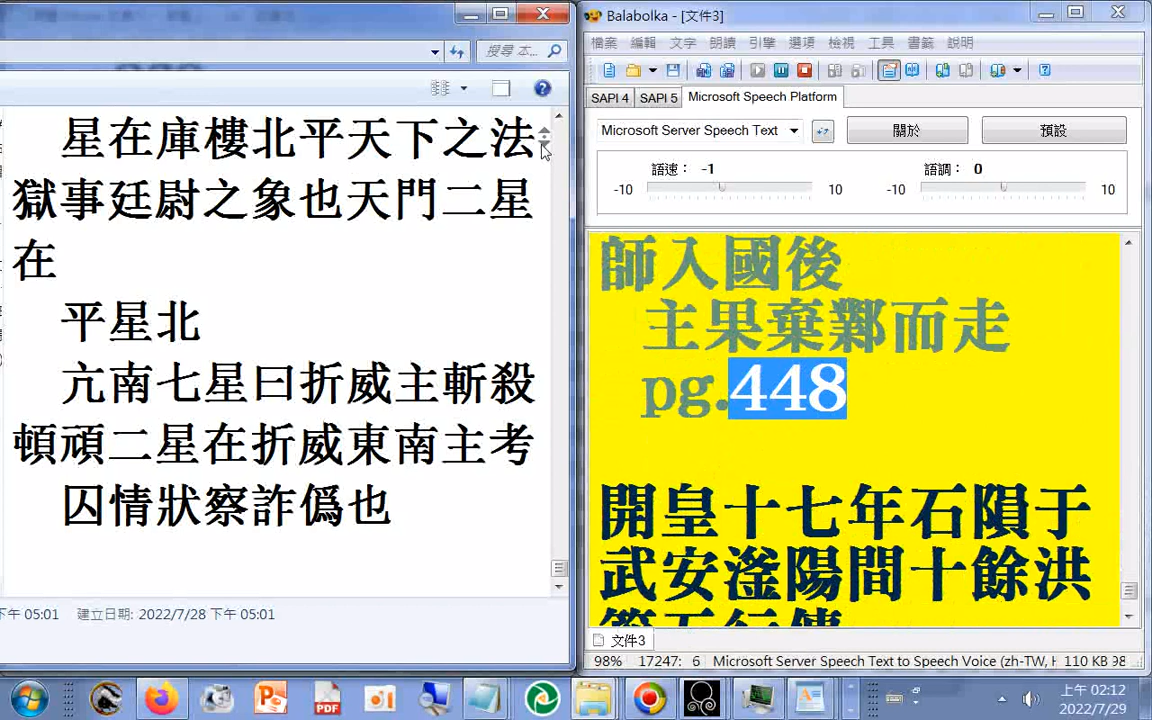 搜尋 本...
星在庫樓北平天下之法
獄事廷尉之象也天門二星
在
平星北
亢南七星曰折威主斬殺
頓頑二星在折威東南主考
囚情狀察詐僞也
下午 05:01 建立日期: 2022/7/28 下午 05:01
Balabolka - [文件3]
檔案 編輯 文字 朗讀 引擎 選項 檢視 工具 書籤 說明
SAPI 4 SAPI 5 Microsoft Speech Platform
Microsoft Server Speech Text 關於 預設
語速: -1 語調: 0
-10 10 -10 10
師入國後
主果棄鄴而走
pg.448
開皇十七年石隕于
武安滏陽間十餘洪
範五行傳
文件3
98% 17247: 6 Microsoft Server Speech Text to Speech Voice (zh-TW, H 110 KB 98
PDF
上午 02:12
2022/7/29